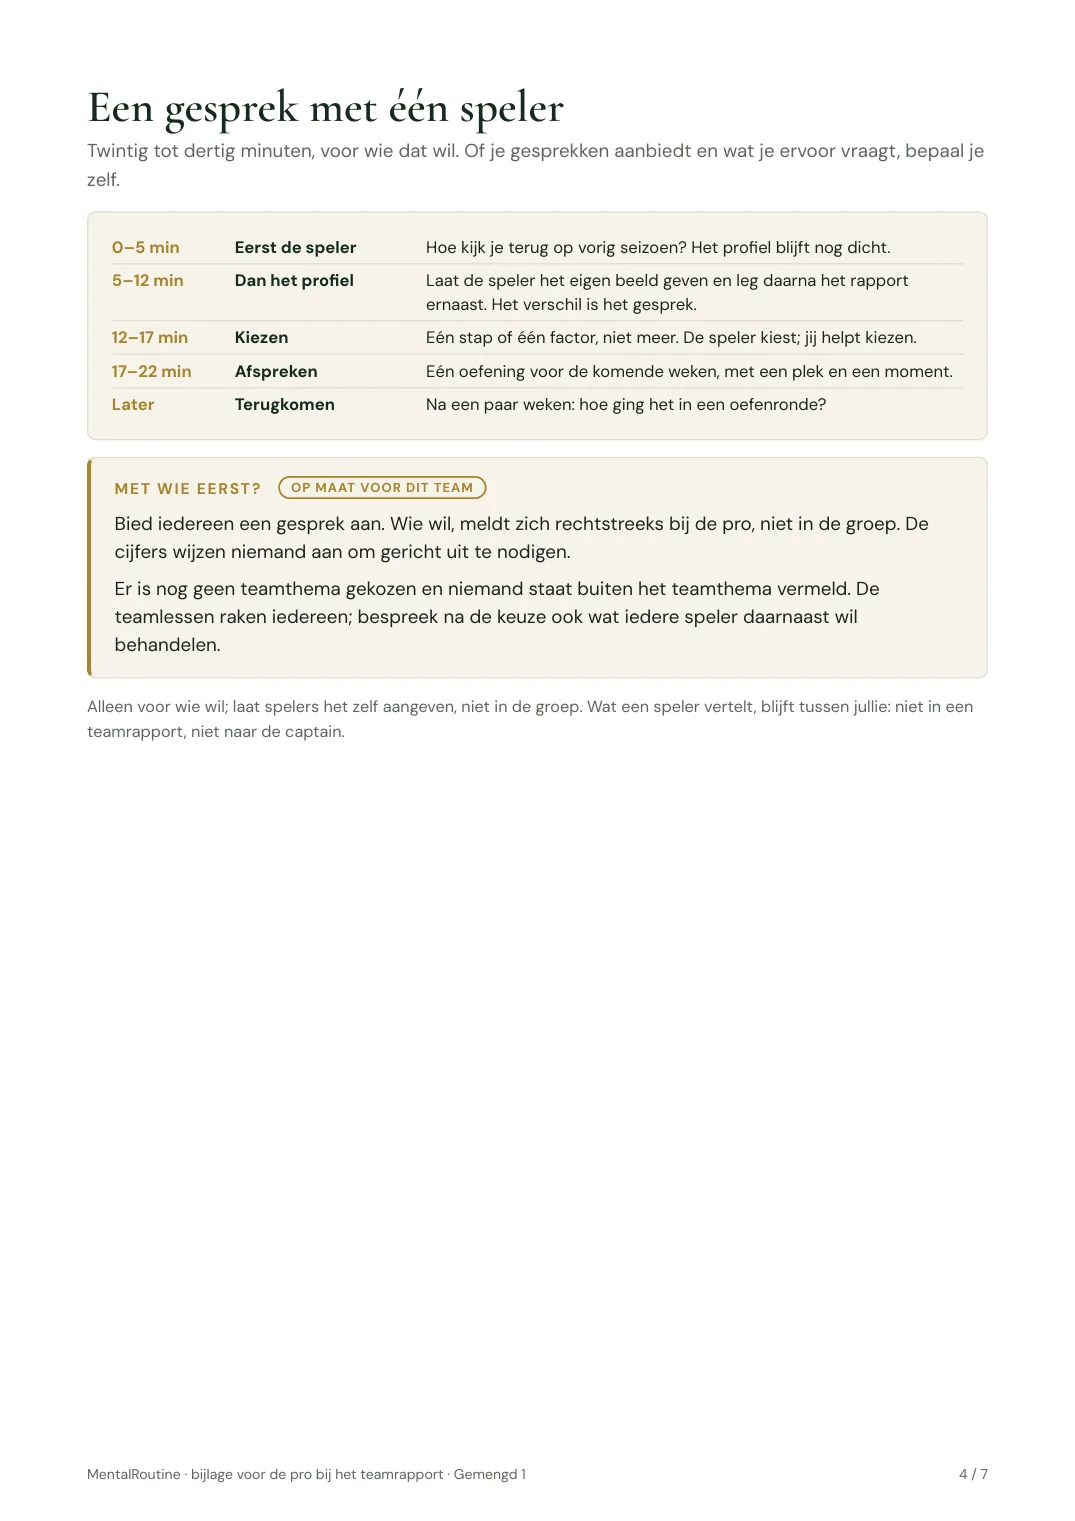 Een gesprek met één speler
Twintig tot dertig minuten, voor wie dat wil. Of je gesprekken aanbiedt en wat je ervoor vraagt, bepaal je
zelf.
0–5 min Eerst de speler Hoe kijk je terug op vorig seizoen? Het profiel blijft nog dicht.
5–12 min Dan het profiel Laat de speler het eigen beeld geven en leg daarna het rapport
ernaast. Het verschil is het gesprek.
12–17 min Kiezen Eén stap of één factor, niet meer. De speler kiest; jij helpt kiezen.
17–22 min Afspreken Eén oefening voor de komende weken, met een plek en een moment.
Later Terugkomen Na een paar weken: hoe ging het in een oefenronde?
MET WIE EERST? OP MAAT VOOR DIT TEAM
Bied iedereen een gesprek aan. Wie wil, meldt zich rechtstreeks bij de pro, niet in de groep. De
cijfers wijzen niemand aan om gericht uit te nodigen.
Er is nog geen teamthema gekozen en niemand staat buiten het teamthema vermeld. De
teamlessen raken iedereen; bespreek na de keuze ook wat iedere speler daarnaast wil
behandelen.
Alleen voor wie wil; laat spelers het zelf aangeven, niet in de groep. Wat een speler vertelt, blijft tussen jullie: niet in een
teamrapport, niet naar de captain.
MentalRoutine · bijlage voor de pro bij het teamrapport · Gemengd 1 4 / 7